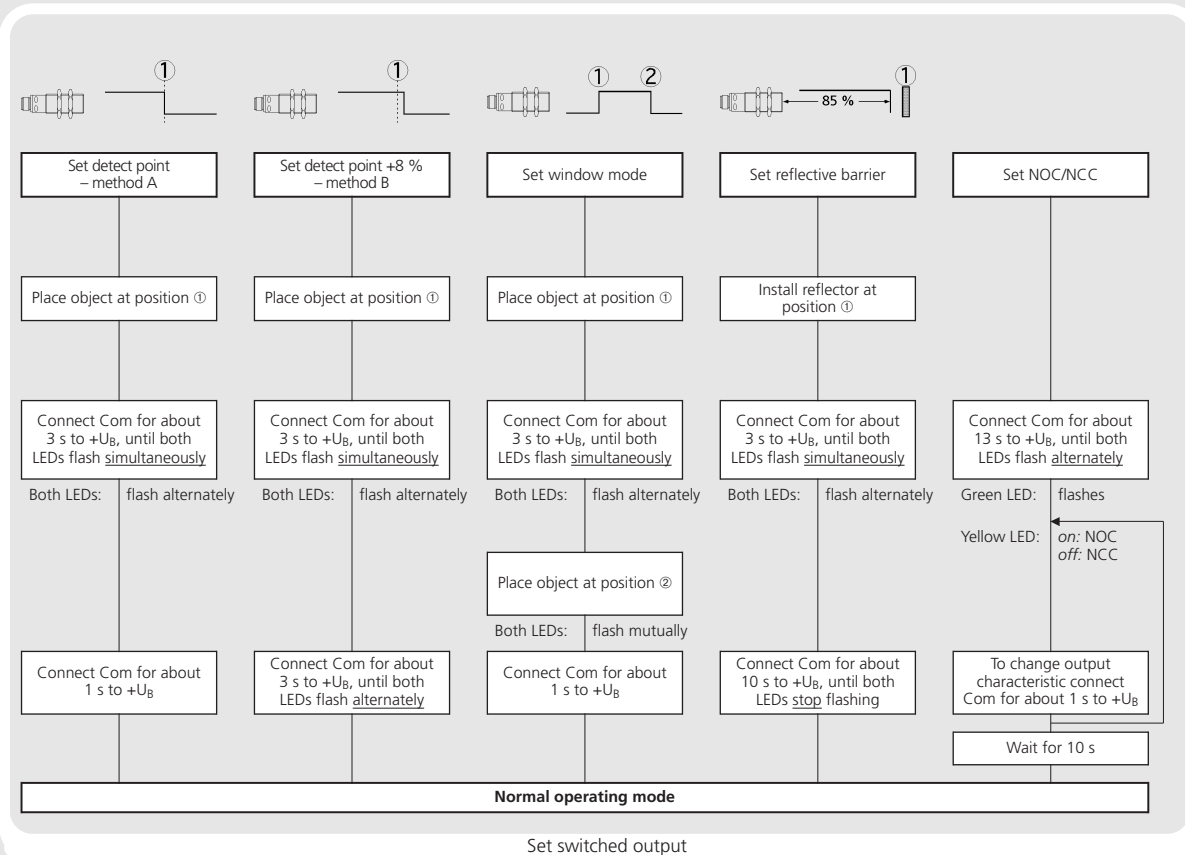 ①
①
①
②
85 %
①
Set detect point
– method A
Set detect point +8 %
– method B
Set window mode
Set reflective barrier
Set NOC/NCC
Place object at position ①
Place object at position ①
Place object at position ①
Install reflector at
position ①
Connect Com for about
3 s to +UB, until both
LEDs flash simultaneously
Connect Com for about
3 s to +UB, until both
LEDs flash simultaneously
Connect Com for about
3 s to +UB, until both
LEDs flash simultaneously
Connect Com for about
3 s to +UB, until both
LEDs flash simultaneously
Connect Com for about
13 s to +UB, until both
LEDs flash alternately
Both LEDs: flash alternately
Both LEDs: flash alternately
Both LEDs: flash alternately
Both LEDs: flash alternately
Green LED: flashes
Yellow LED: on: NOC
off: NCC
Place object at position ②
Both LEDs: flash mutually
Connect Com for about
1 s to +UB
Connect Com for about
3 s to +UB, until both
LEDs flash alternately
Connect Com for about
1 s to +UB
Connect Com for about
10 s to +UB, until both
LEDs stop flashing
To change output
characteristic connect
Com for about 1 s to +UB
Wait for 10 s
Normal operating mode
Set switched output